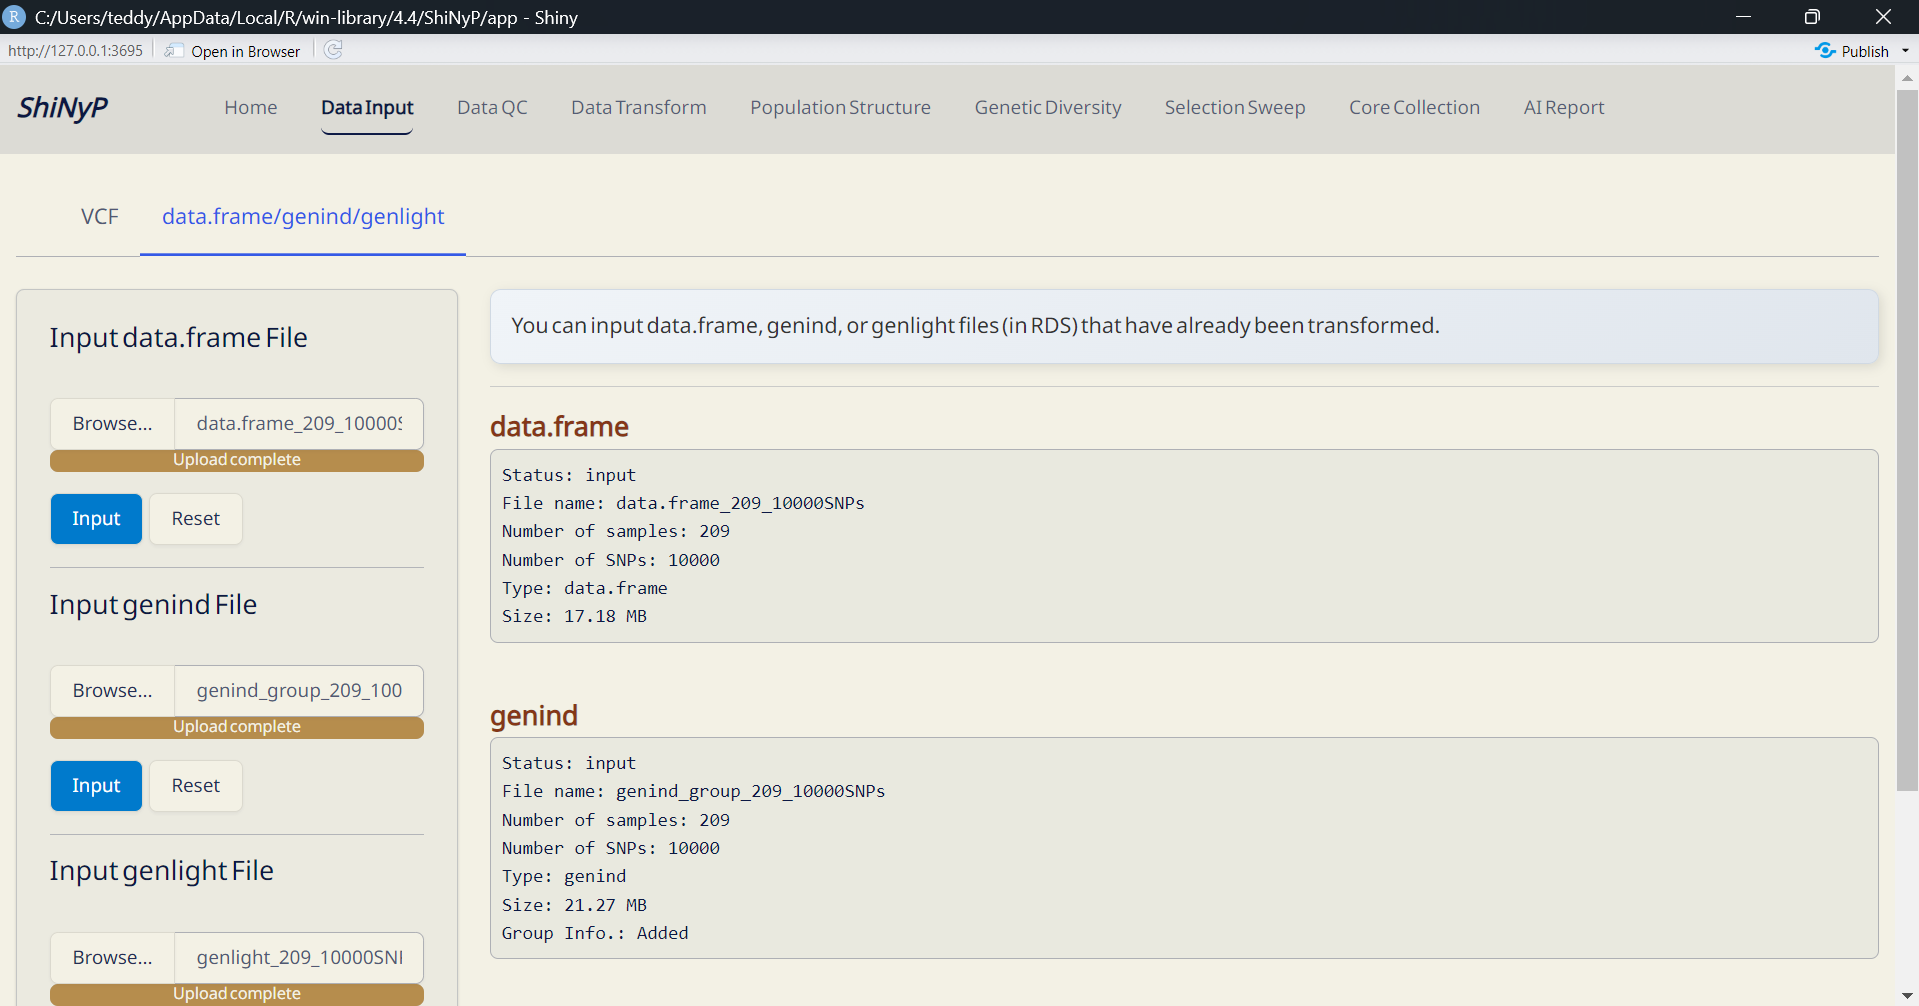 R C:/Users/teddy/AppData/Local/R/win-library/4.4/ShiNyP/app - Shiny
http://127.0.0.1:3695 Open in Browser Publish
ShiNyP Home Data Input Data QC Data Transform Population Structure Genetic Diversity Selection Sweep Core Collection AI Report
VCF data.frame/genind/genlight
Input data.frame File
Browse... data.frame_209_10000S
Upload complete
Input Reset
Input genind File
Browse... genind_group_209_100
Upload complete
Input Reset
Input genlight File
Browse... genlight_209_10000SNI
Upload complete
You can input data.frame, genind, or genlight files (in RDS) that have already been transformed.
data.frame
Status: input
File name: data.frame_209_10000SNPs
Number of samples: 209
Number of SNPs: 10000
Type: data.frame
Size: 17.18 MB
genind
Status: input
File name: genind_group_209_10000SNPs
Number of samples: 209
Number of SNPs: 10000
Type: genind
Size: 21.27 MB
Group Info.: Added